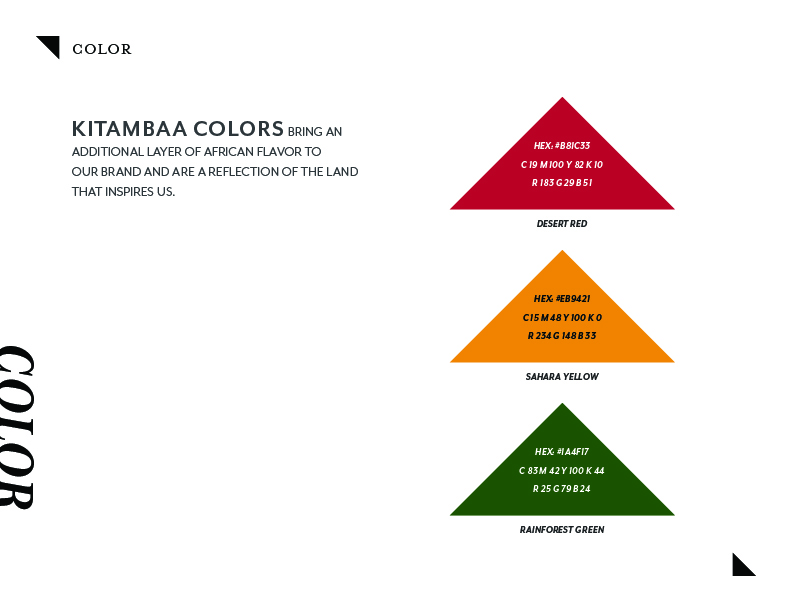 COLOR
KITAMBAA COLORS BRING AN
ADDITIONAL LAYER OF AFRICAN FLAVOR TO
OUR BRAND AND ARE A REFLECTION OF THE LAND
THAT INSPIRES US.
HEX: #B81C33
C 19 M 100 Y 82 K 10
R 183 G 29 B 51
DESERT RED
HEX: #EB9421
C 15 M 48 Y 100 K 0
R 234 G 148 B 33
SAHARA YELLOW
HEX: #1A4F17
C 83 M 42 Y 100 K 44
R 25 G 79 B 24
RAINFOREST GREEN
COLOR